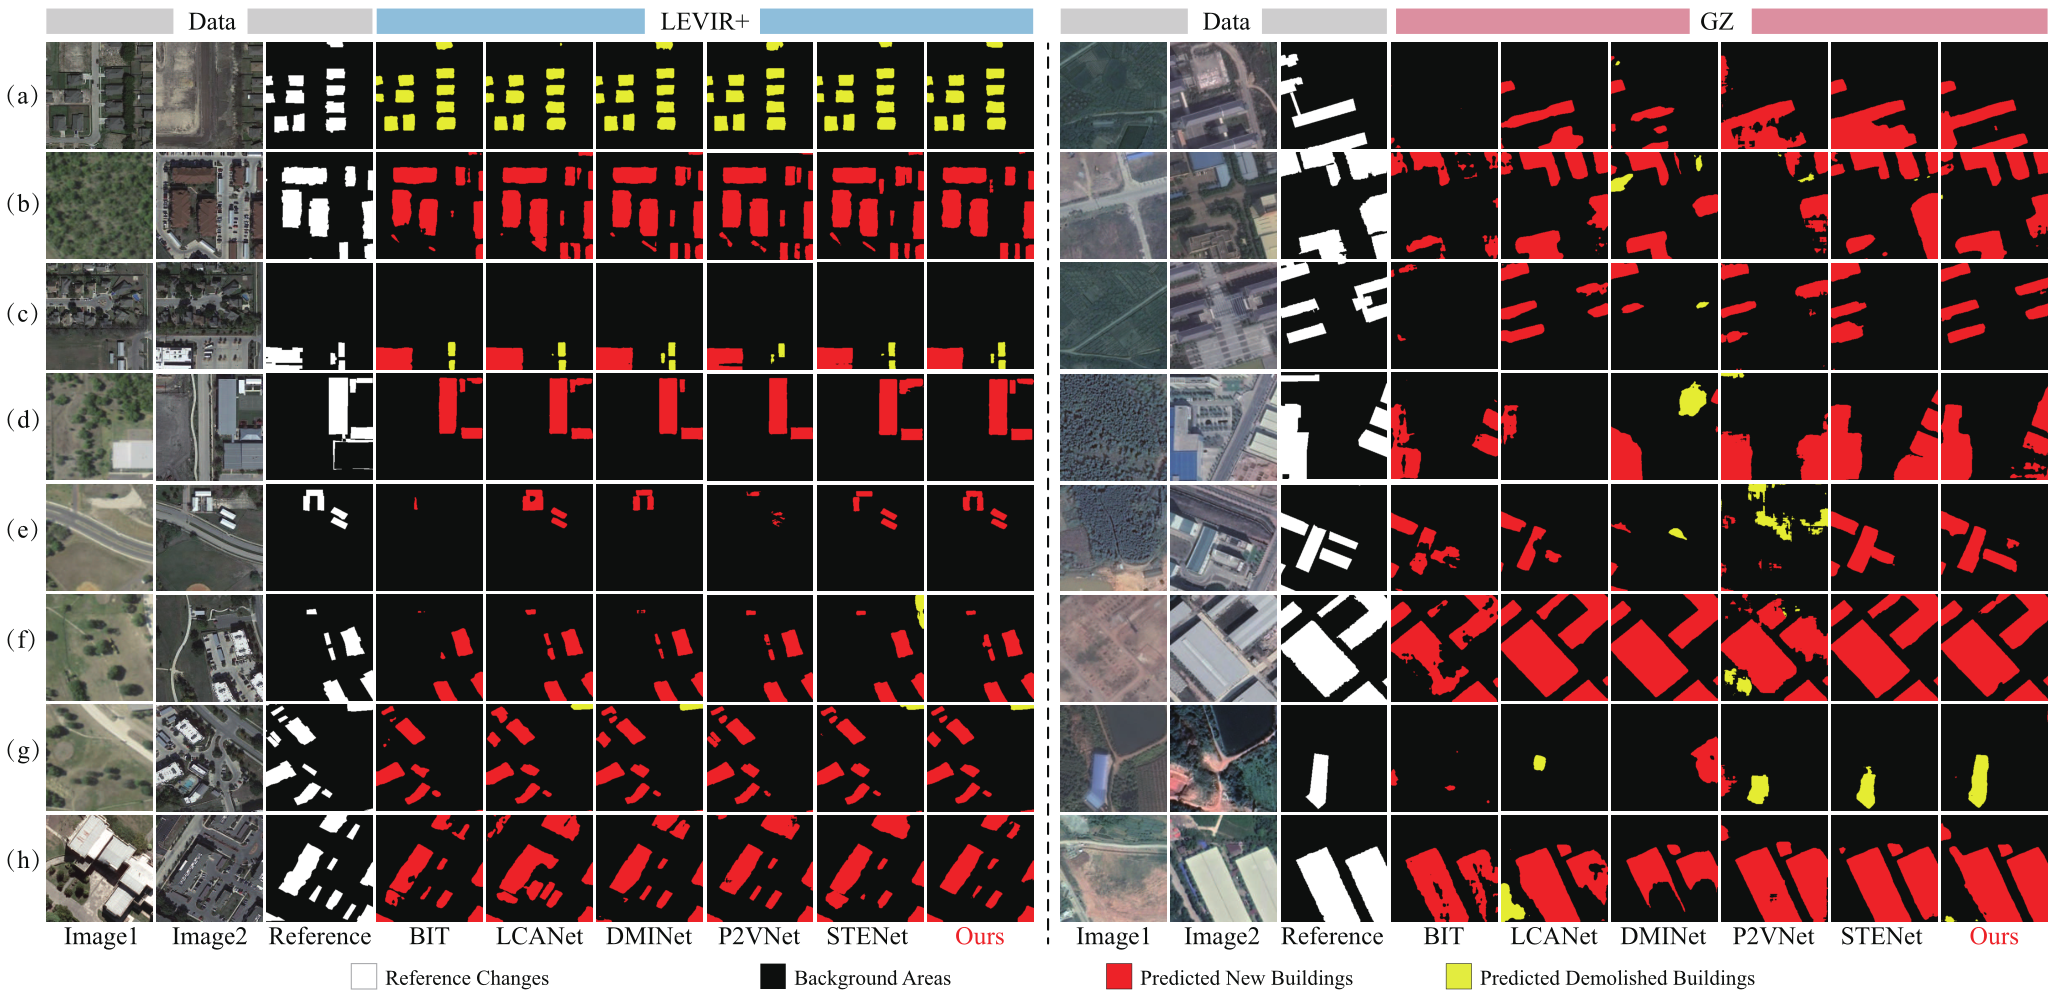 Data LEVIR+ Data GZ
(a)
(b)
(c)
(d)
(e)
(f)
(g)
(h)
Image1 Image2 Reference BIT LCANet DMINet P2VNet STENet Ours Image1 Image2 Reference BIT LCANet DMINet P2VNet STENet Ours
Reference Changes Background Areas Predicted New Buildings Predicted Demolished Buildings